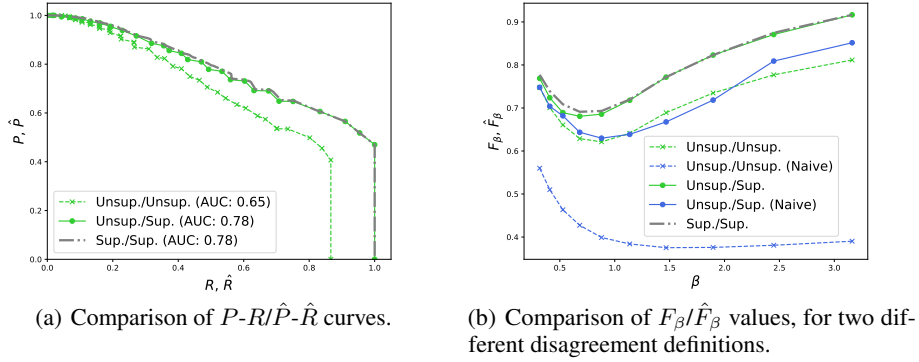 1.0
0.8
0.6
0.4
0.2
0.0
P, P̂
Unsup./Unsup. (AUC: 0.65)
Unsup./Sup. (AUC: 0.78)
Sup./Sup. (AUC: 0.78)
0.0 0.2 0.4 0.6 0.8 1.0
R, R̂
(a) Comparison of P-R/P̂-R̂ curves.
0.9
0.8
0.7
0.6
0.5
0.4
Fβ, F̂β
Unsup./Unsup.
Unsup./Unsup. (Naive)
Unsup./Sup.
Unsup./Sup. (Naive)
Sup./Sup.
0.5 1.0 1.5 2.0 2.5 3.0
β
(b) Comparison of Fβ/F̂β values, for two dif-
ferent disagreement definitions.